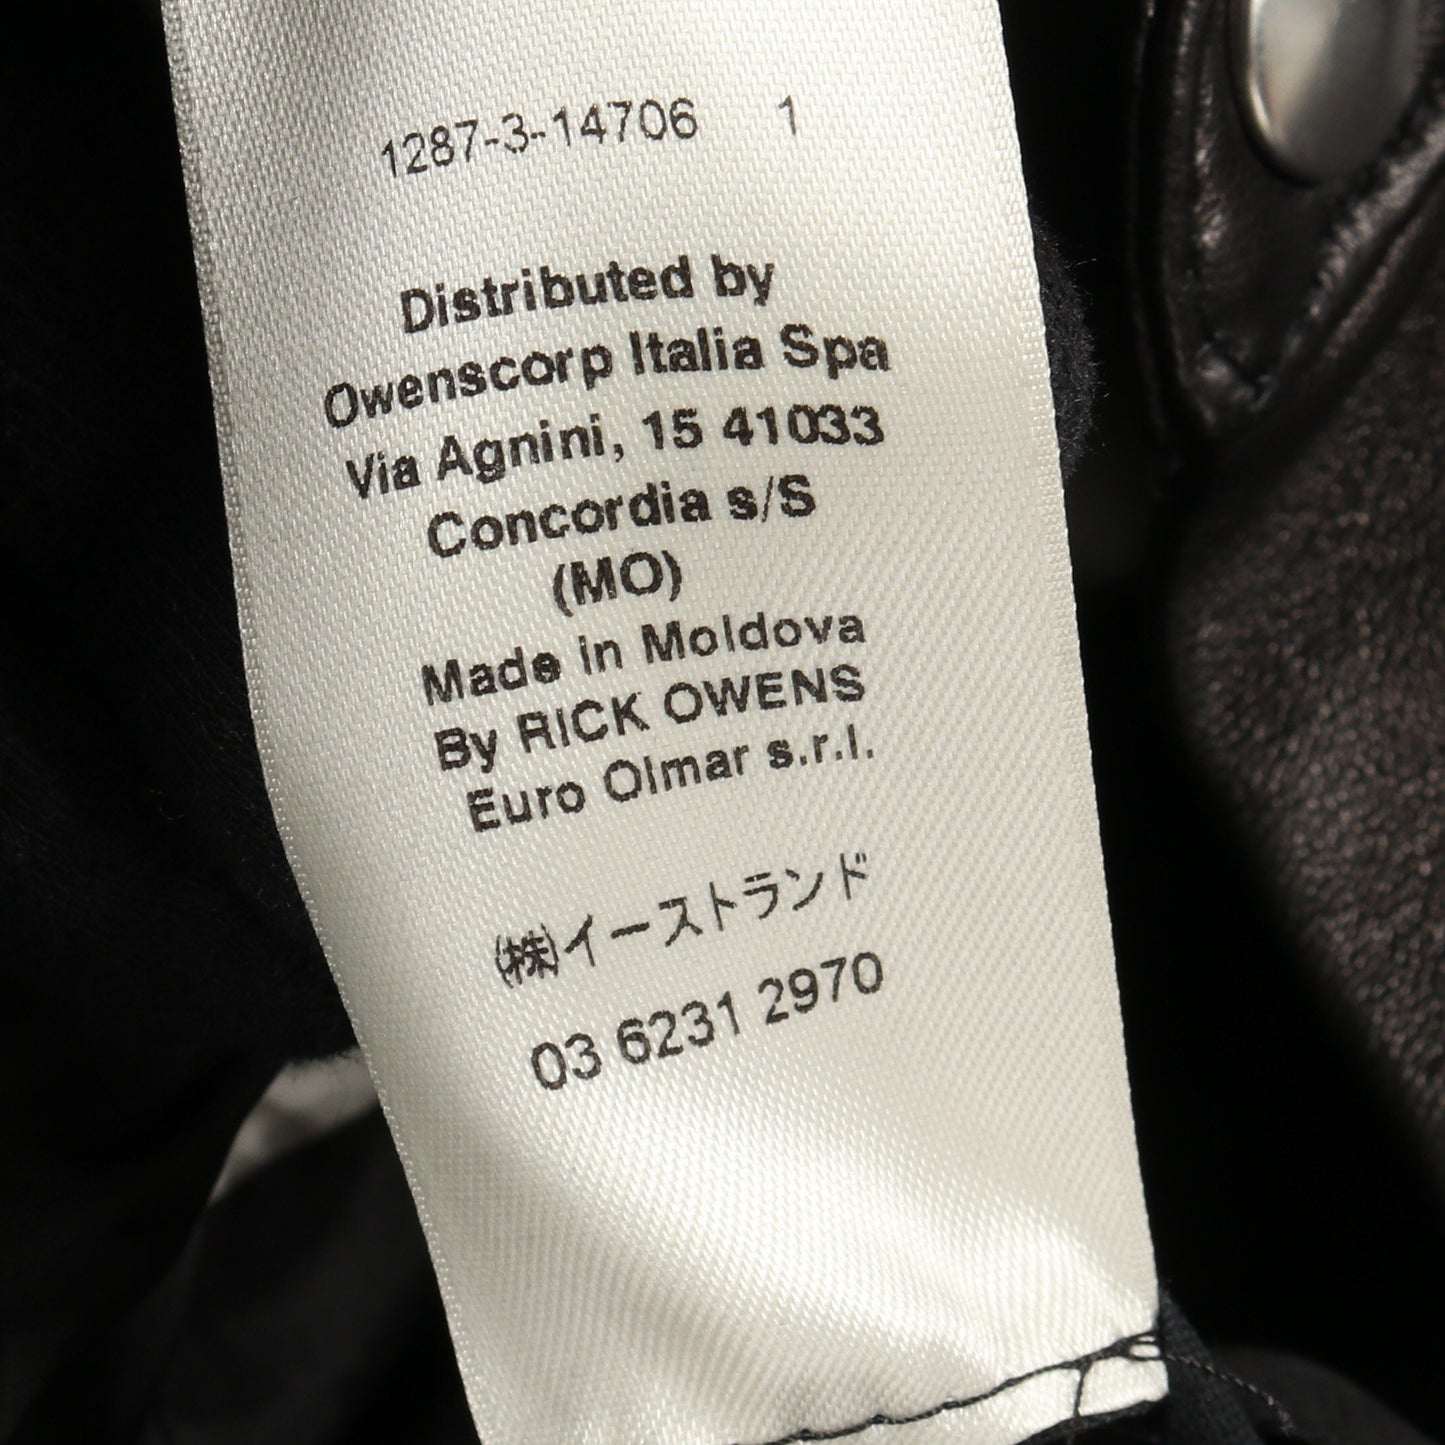 1287-3-14706 1
Distributed by
Owenscorp Italia Spa
Via Agnini, 15 41033
Concordia s/S
(MO)
Made in Moldova
By RICK OWENS
Euro Olmar s.r.l.
(株)イーストランド
03 6231 2970